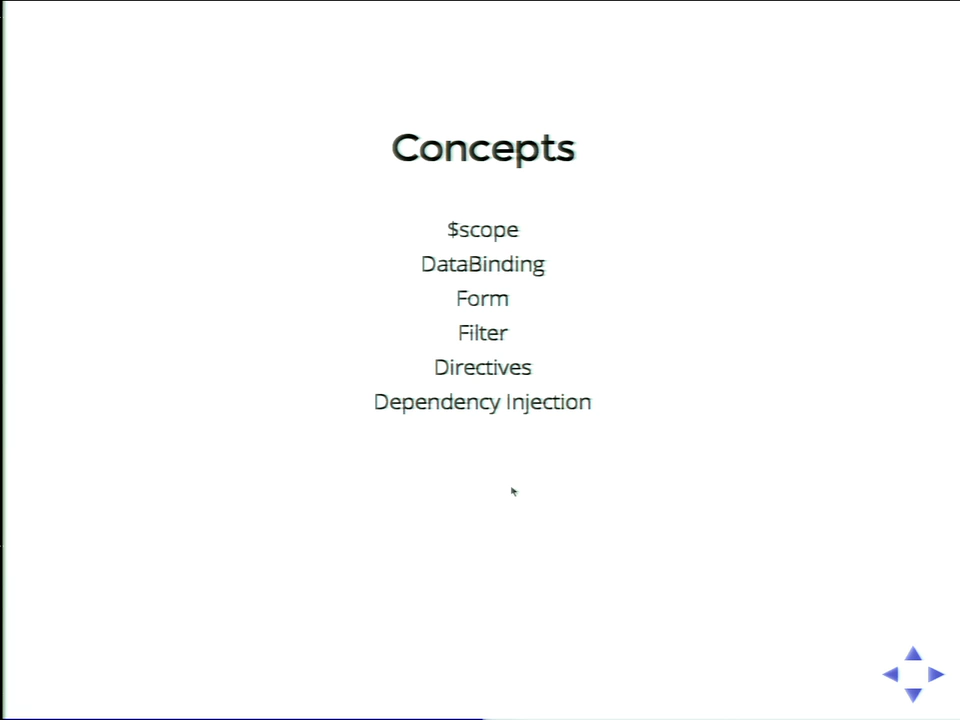 Concepts
$scope
DataBinding
Form
Filter
Directives
Dependency Injection